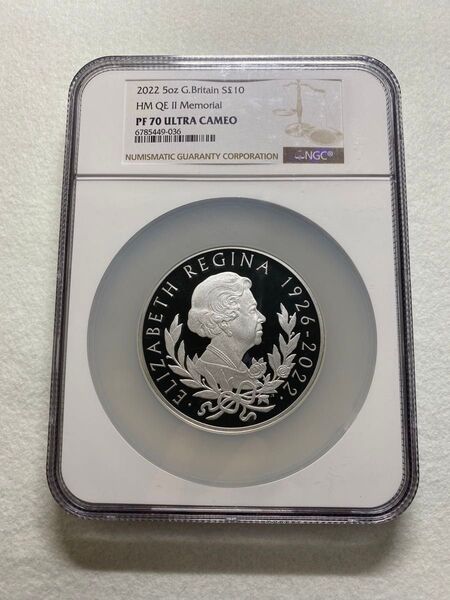 2022 5oz G.Britain S£10
HM QE II Memorial
PF 70 ULTRA CAMEO
6785449-036
NUMISMATIC GUARANTY CORPORATION
NGC®
·ELIZABETH REGINA 1926-2022·